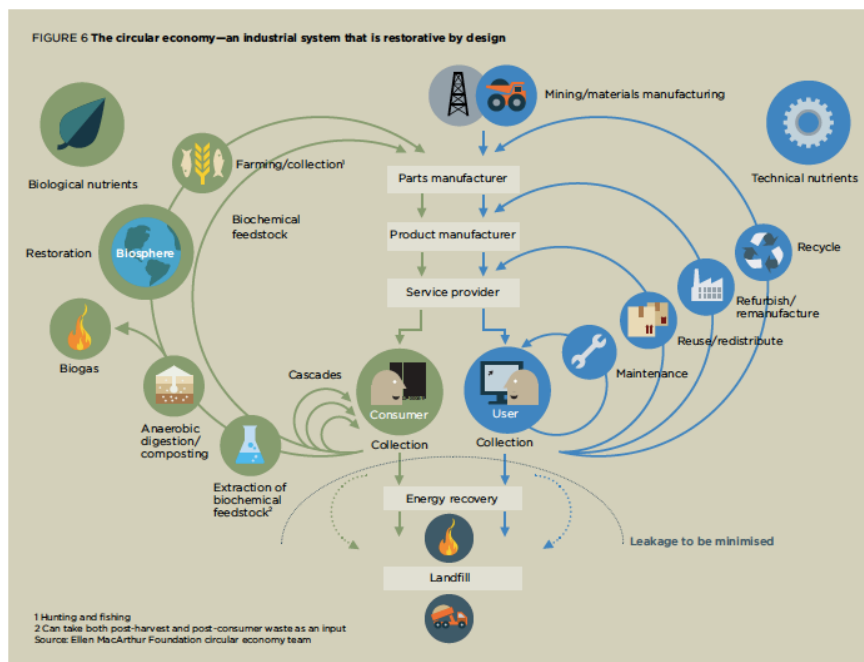 FIGURE 6 The circular economy—an industrial system that is restorative by design
Mining/materials manufacturing
Biological nutrients
Farming/collection¹
Technical nutrients
Parts manufacturer
Biochemical
feedstock
Product manufacturer
Restoration
Biosphere
Recycle
Service provider
Refurbish/
remanufacture
Reuse/redistribute
Biogas
Cascades
Maintenance
Consumer
User
Anaerobic
digestion/
composting
Collection
Collection
Extraction of
biochemical
feedstock²
Energy recovery
Leakage to be minimised
Landfill
1 Hunting and fishing
2 Can take both post-harvest and post-consumer waste as an input
Source: Ellen MacArthur Foundation circular economy team